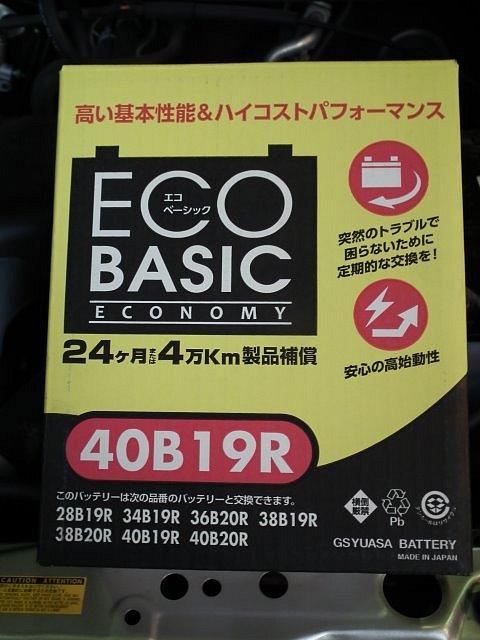 高い基本性能&ハイコストパフォーマンス
ECO
エコ
ベーシック
BASIC
ECONOMY
突然のトラブルで
困らないために
定期的な交換を!
24ヶ月または4万Km製品補償
安心の高始動性
40B19R
このバッテリーは次の品番のバッテリーと交換できます。
28B19R 34B19R 36B20R 38B19R
38B20R 40B19R 40B20R
横倒
厳禁
Pb
GSYUASA BATTERY
MADE IN JAPAN
CAUTION ATTENTION